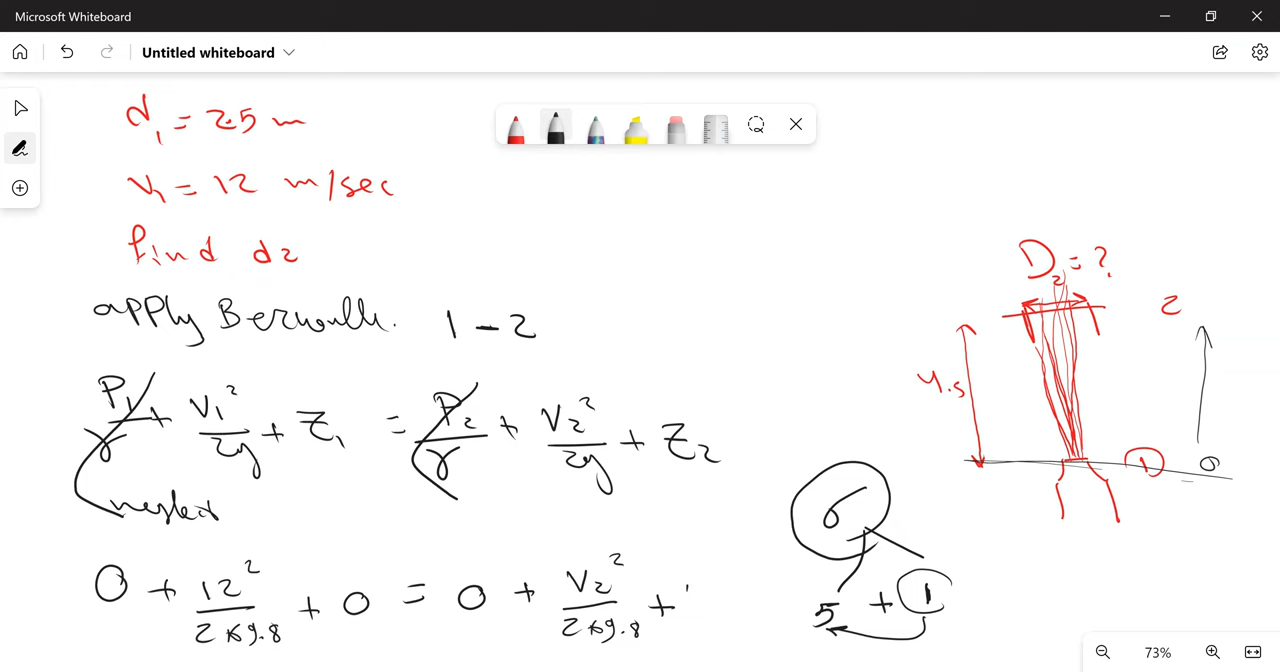 Microsoft Whiteboard
Untitled whiteboard
d₁ = 2.5 m
V₁ = 12 m/sec
find d2
D₂ = ?
2
4.5
1
0
apply Bernoulli. 1 - 2
P₁/γ + V₁²/2g + Z₁ = P₂/γ + V₂²/2g + Z₂
neglect
0 + 12²/2×9.8 + 0 = 0 + V₂²/2×9.8 +
6
5 + 1
73%